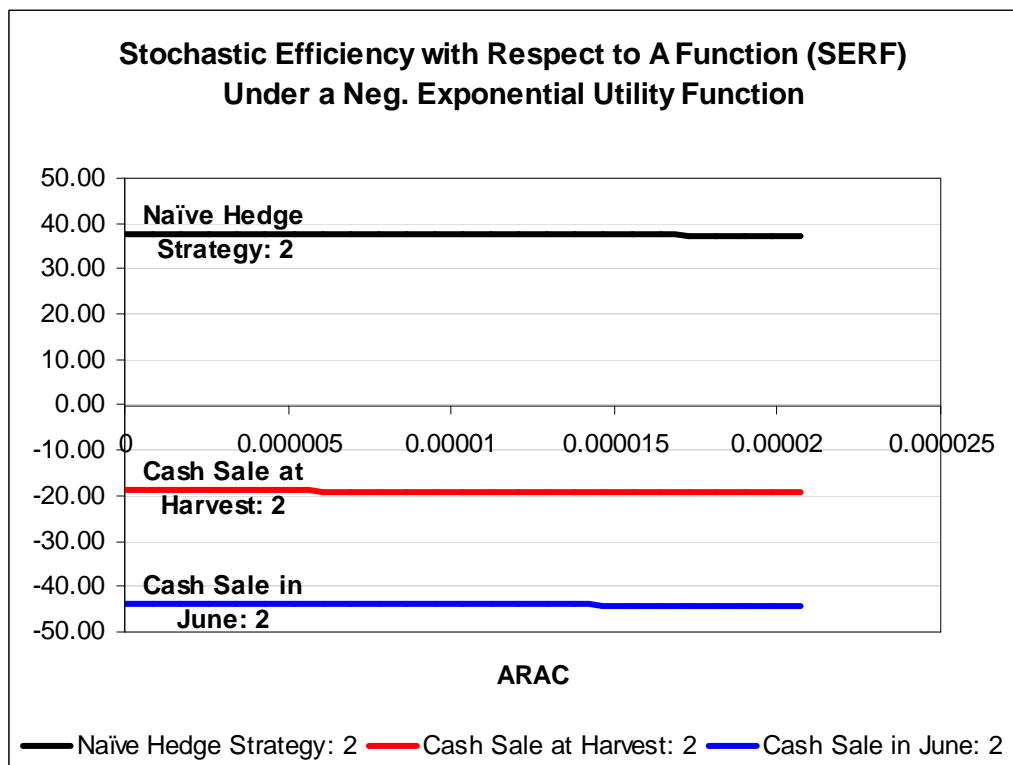 Stochastic Efficiency with Respect to A Function (SERF)
Under a Neg. Exponential Utility Function
50.00
40.00
30.00
20.00
10.00
0.00
-10.00
-20.00
-30.00
-40.00
-50.00
Naïve Hedge
Strategy: 2
0 0.000005 0.00001 0.000015 0.00002 0.000025
Cash Sale at
Harvest: 2
Cash Sale in
June: 2
ARAC
Naïve Hedge Strategy: 2 Cash Sale at Harvest: 2 Cash Sale in June: 2